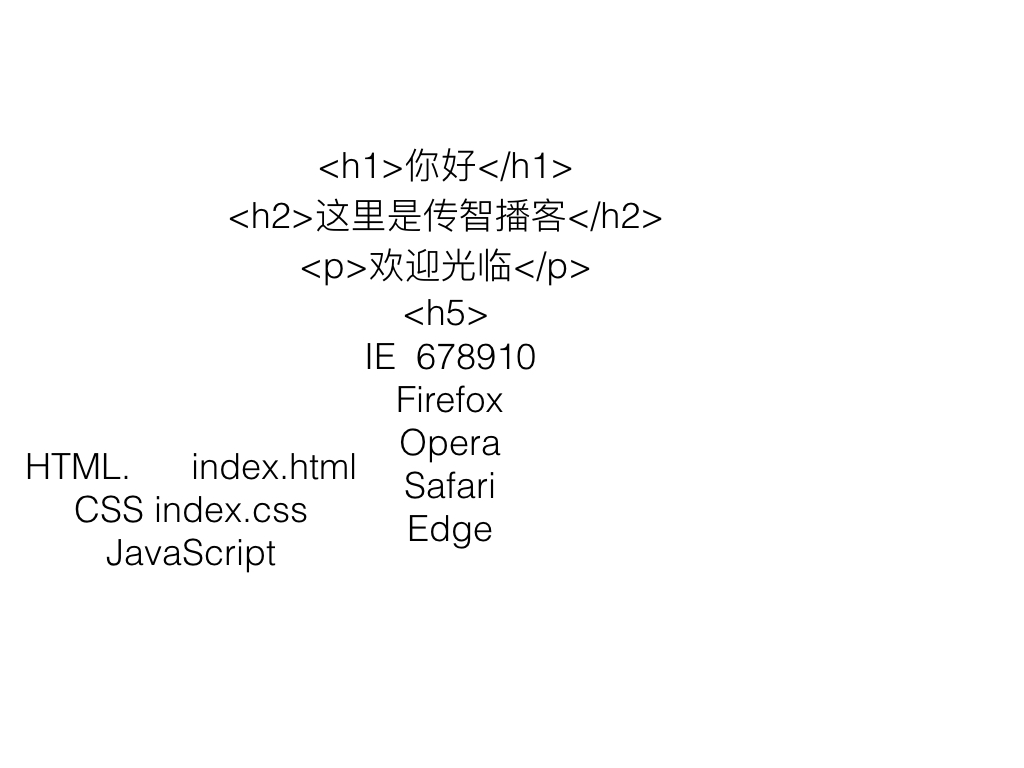 <h1>你好</h1>
<h2>这里是传智播客</h2>
<p>欢迎光临</p>
<h5>
IE  678910
Firefox
Opera
Safari
Edge
HTML.      index.html
CSS index.css
JavaScript